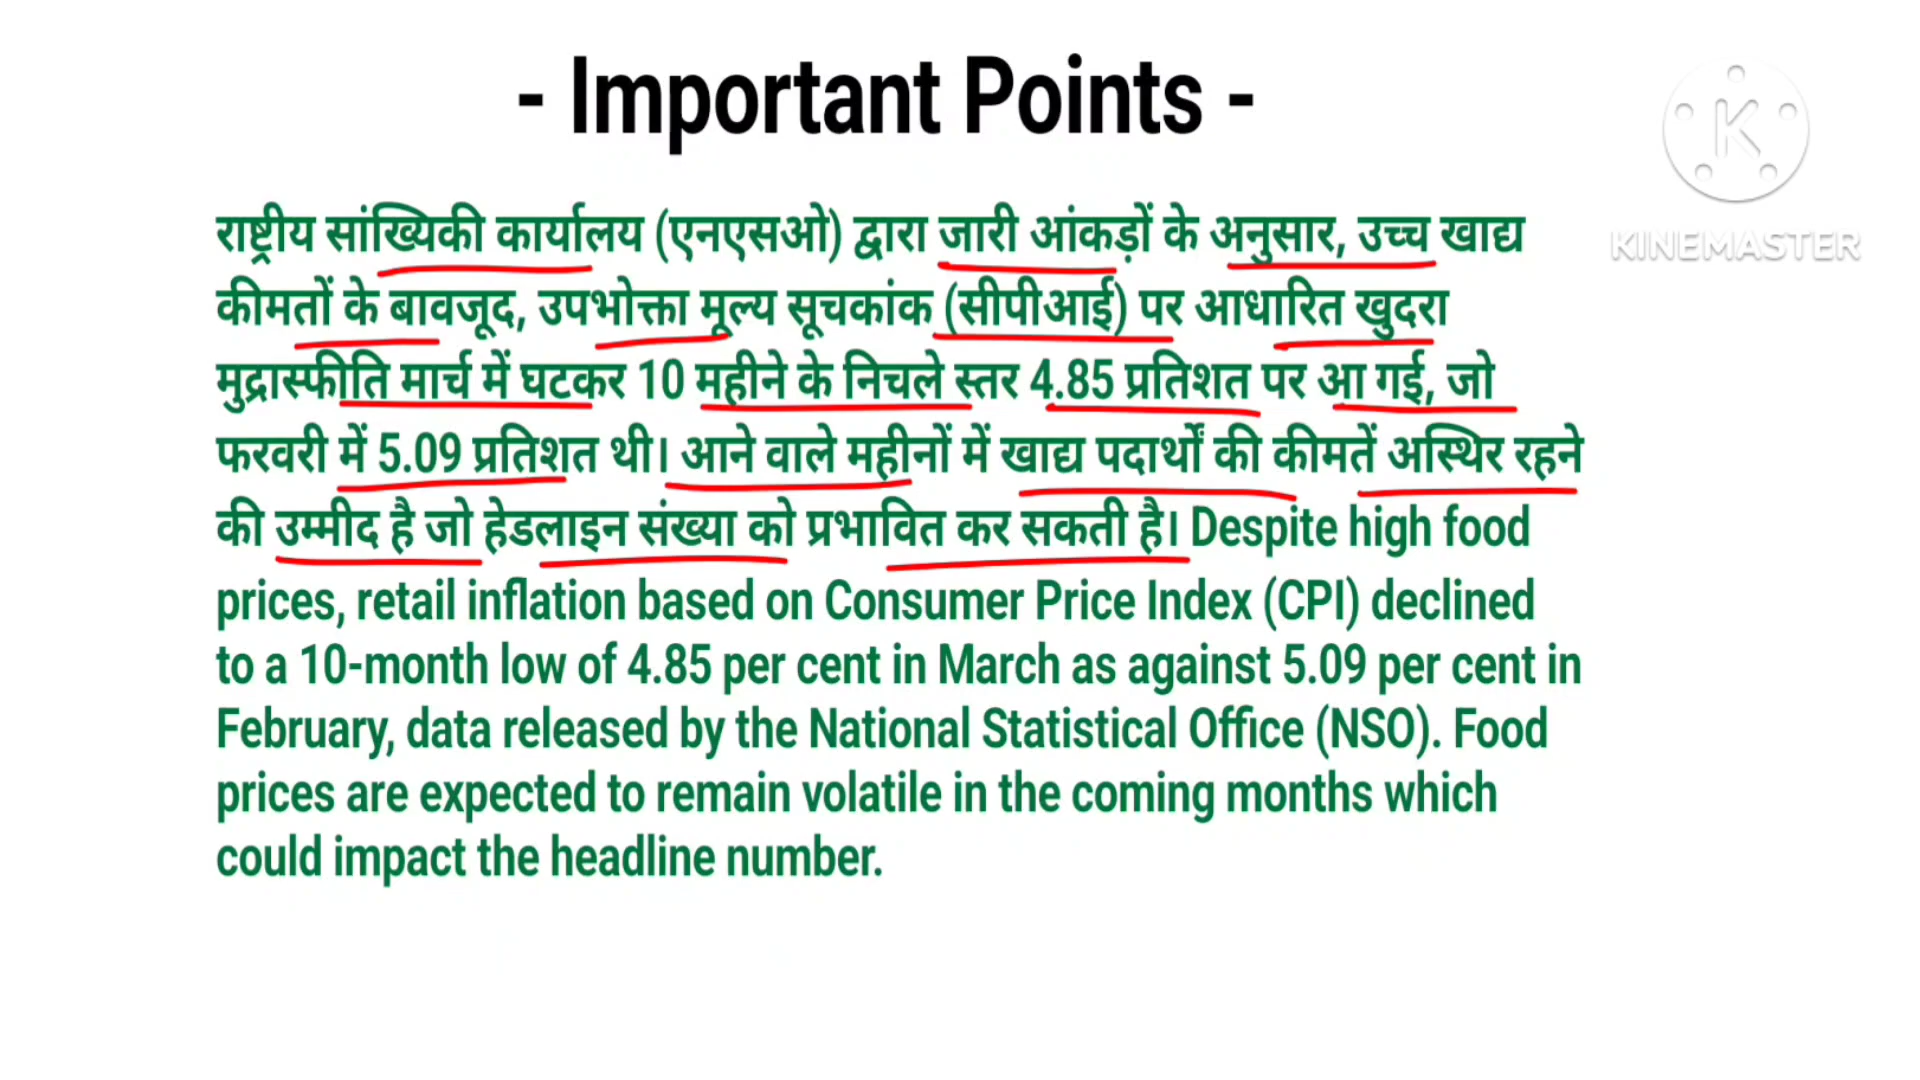 - Important Points -
K
KINEMASTER
राष्ट्रीय सांख्यिकी कार्यालय (एनएसओ) द्वारा जारी आंकड़ों के अनुसार, उच्च खाद्य
कीमतों के बावजूद, उपभोक्ता मूल्य सूचकांक (सीपीआई) पर आधारित खुदरा
मुद्रास्फीति मार्च में घटकर 10 महीने के निचले स्तर 4.85 प्रतिशत पर आ गई, जो
फरवरी में 5.09 प्रतिशत थी। आने वाले महीनों में खाद्य पदार्थों की कीमतें अस्थिर रहने
की उम्मीद है जो हेडलाइन संख्या को प्रभावित कर सकती है। Despite high food
prices, retail inflation based on Consumer Price Index (CPI) declined
to a 10-month low of 4.85 per cent in March as against 5.09 per cent in
February, data released by the National Statistical Office (NSO). Food
prices are expected to remain volatile in the coming months which
could impact the headline number.